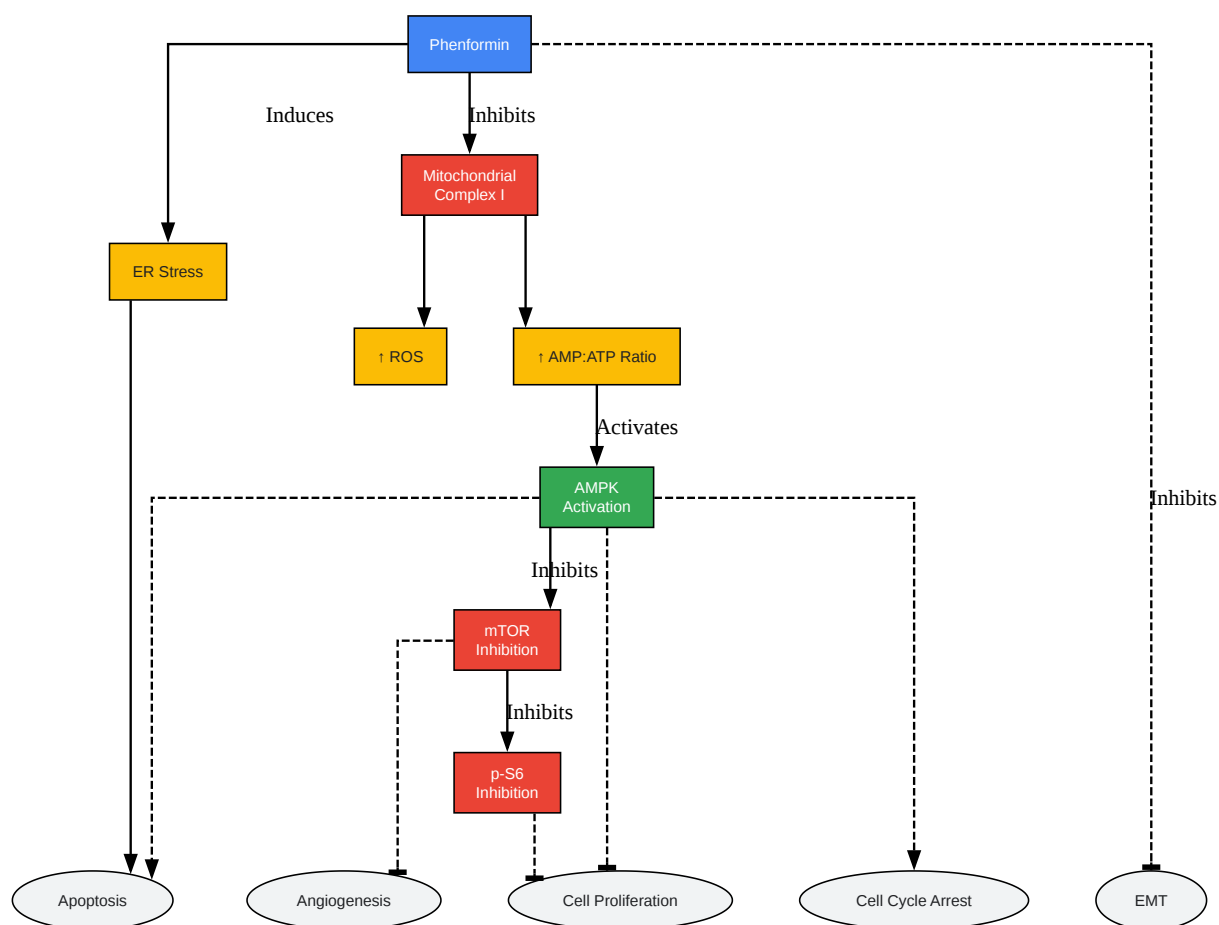 Phenformin
Induces
Inhibits
Mitochondrial
Complex I
ER Stress
↑ ROS
↑ AMP:ATP Ratio
Activates
AMPK
Activation
Inhibits
Inhibits
mTOR
Inhibition
Inhibits
p-S6
Inhibition
Apoptosis
Angiogenesis
Cell Proliferation
Cell Cycle Arrest
EMT